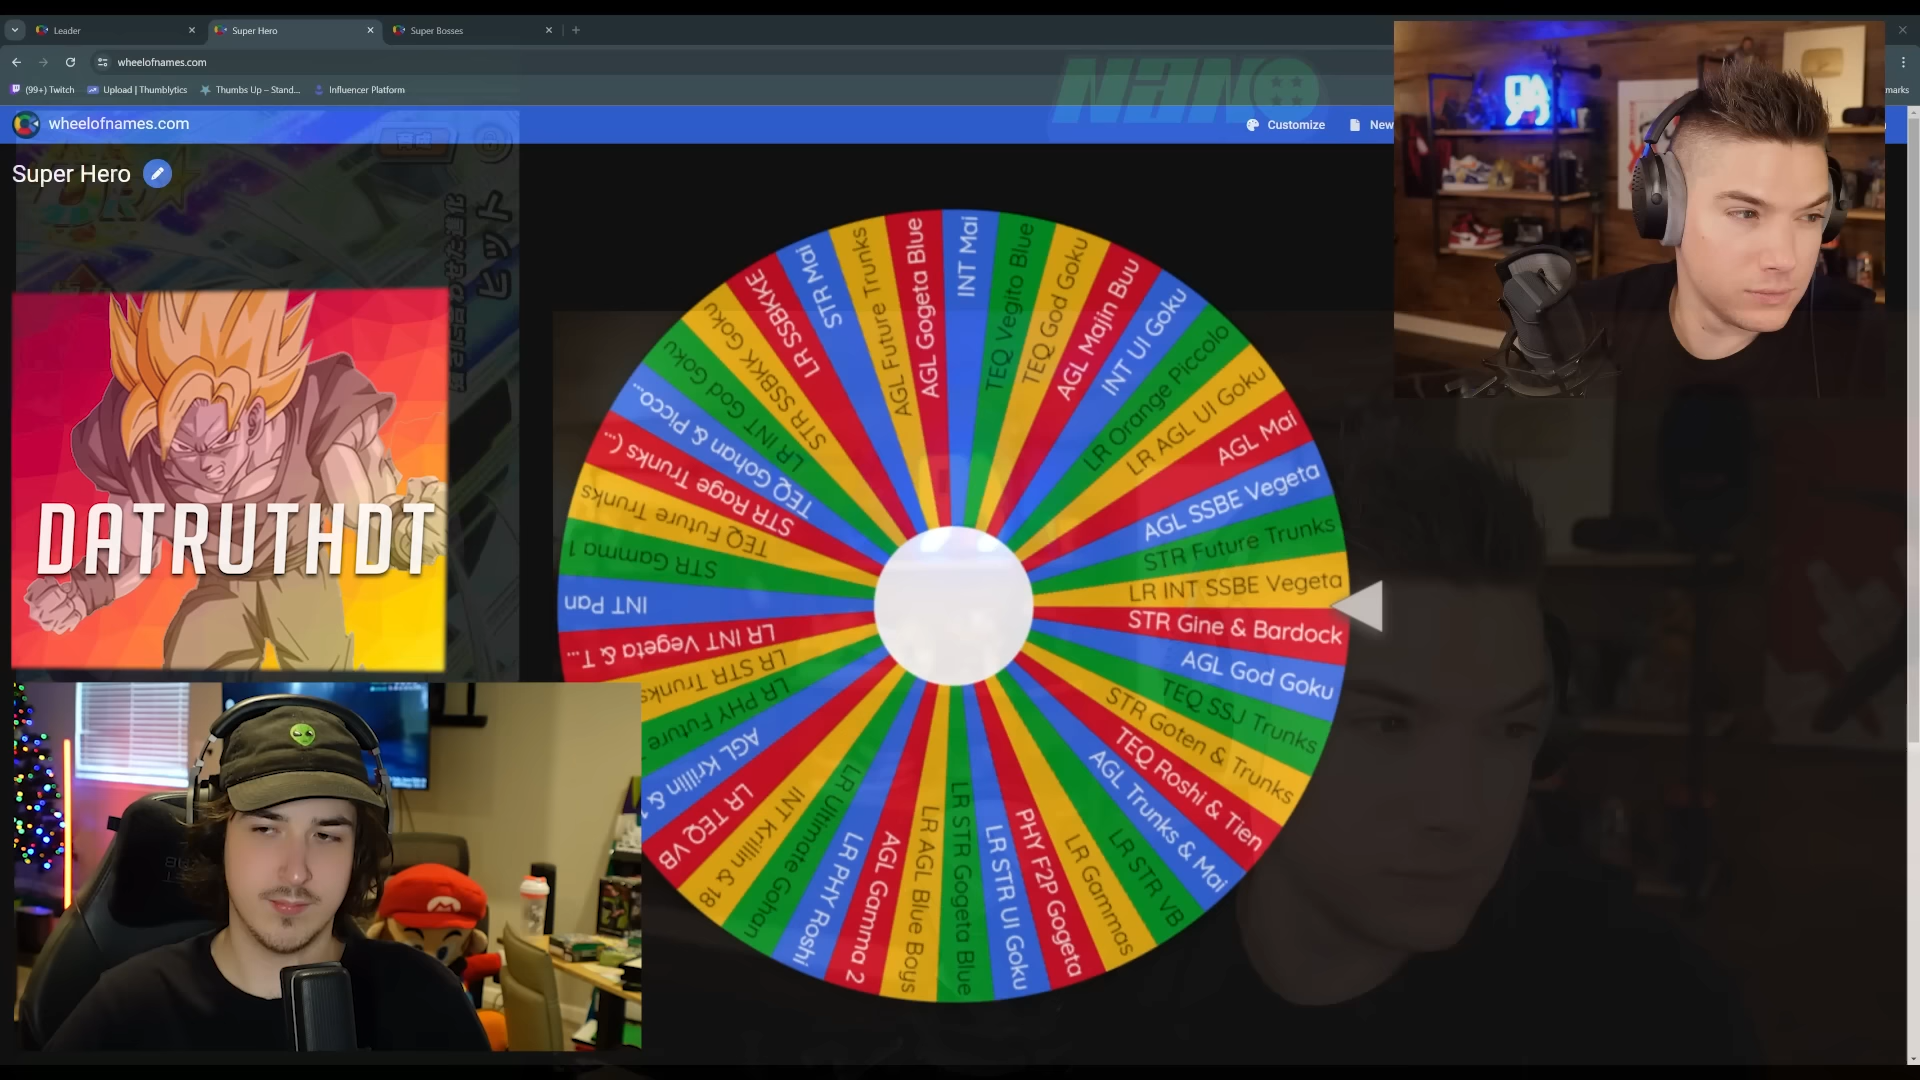 Leader
Super Hero
Super Bosses
wheelofnames.com
(99+) Twitch
Upload | Thumblytics
Thumbs Up – Stand...
Influencer Platform
marks
NANO
wheelofnames.com
Customize
New
Super Hero
DATRUTHDT
INT Mai
TEQ Vegito Blue
TEQ God Goku
AGL Majin Buu
INT UI Goku
LR Orange Piccolo
LR AGL UI Goku
AGL Mai
AGL SSBE Vegeta
STR Future Trunks
LR INT SSBE Vegeta
STR Gine & Bardock
AGL God Goku
TEQ SSJ Trunks
STR Goten & Trunks
TEQ Roshi & Tien
AGL Trunks & Mai
LR STR VB
LR Gammas
PHY F2P Gogeta
LR STR UI Goku
LR STR Gogeta Blue
LR AGL Blue Boys
AGL Gamma 2
LR PHY Roshi
LR Ultimate Gohan
INT Krillin & 18
LR TEQ VB
AGL Krillin &
LR PHY Future
LR STR Trunks
LR INT Vegeta & T...
INT Pan
STR Gamma 1
TEQ Future Trunks
STR Rage Trunks (...
TEQ Gohan & Picco...
LR INT God Goku
STR SSBKK Goku
LR SSBKKE
STR Mai
AGL Future Trunks
AGL Gogeta Blue